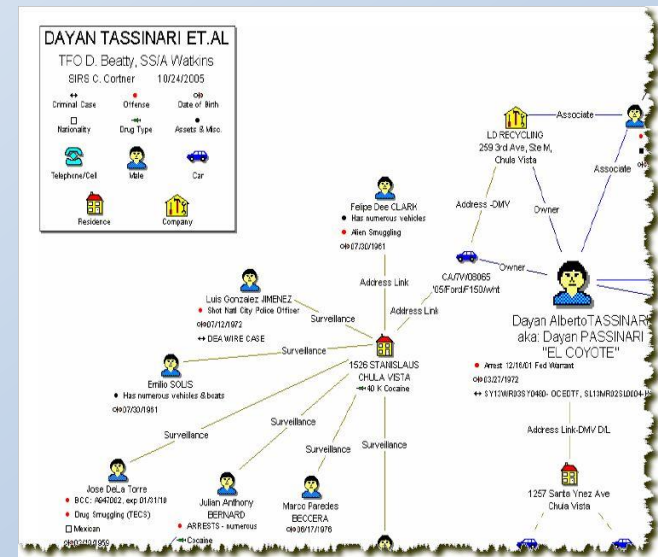 DAYAN TASSINARI ET.AL
TFO D. Beatty, SS/A Watkins
SIRS C. Cortner 10/24/2005
Criminal Case
Offense
Date of Birth
Nationality
Drug Type
Assets & Misc.
Telephone/Cell
Male
Car
Residence
Company
LD RECYCLING
259 3rd Ave, Ste M,
Chula Vista
Associate
Associate
Address -DMV
Owner
Felipe Dee CLARK
Has numerous vehicles
Alien Smuggling
07/30/1961
Address Link
Address Link
CA/7V08065
'05/Ford/F150/wht
Owner
Dayan Alberto TASSINARI
aka: Dayan PASSINARI
"EL COYOTE"
Arrest 12/16/01 Fed Warrant
03/27/1972
Luis Gonzalez JIMENEZ
Shot Natl City Police Officer
07/12/1972
DEA WIRE CASE
Surveillance
Surveillance
1526 STANISLAUS
CHULA VISTA
40 K Cocaine
Emilio SOLIS
Has numerous vehicles & boats
07/30/1961
Surveillance
Surveillance
Surveillance
Surveillance
Address Link-DMV D/L
1257 Santa Ynez Ave
Chula Vista
Jose DeLa Torre
Drug Smuggling (TECS)
Mexican
Julian Anthony
BERNARD
ARRESTS - numerous
Cocaine
Marco Paredes
BECCERA
06/17/1976